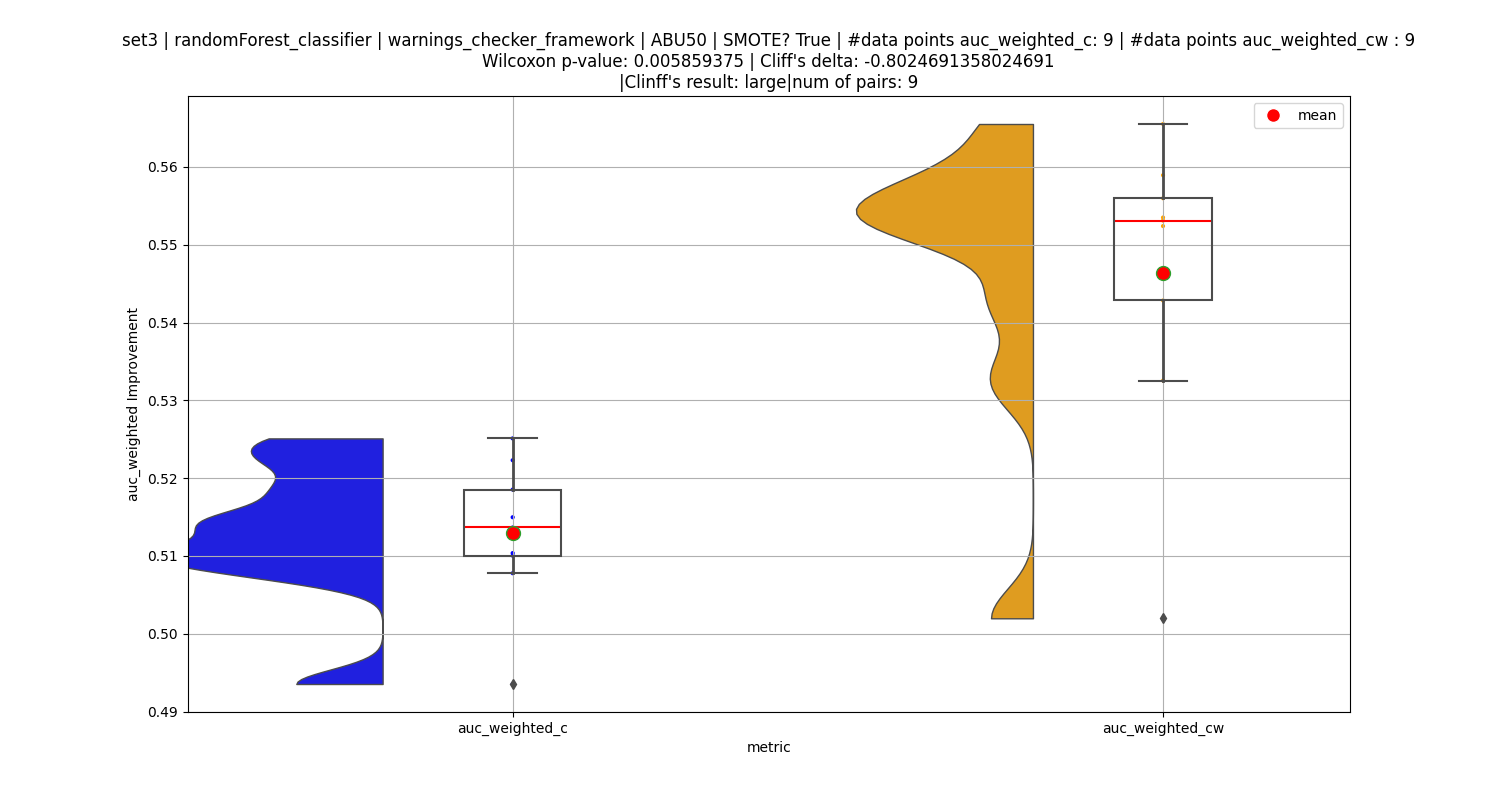 set3 | randomForest_classifier | warnings_checker_framework | ABU50 | SMOTE? True | #data points auc_weighted_c: 9 | #data points auc_weighted_cw : 9
Wilcoxon p-value: 0.005859375 | Cliff's delta: -0.8024691358024691
|Clinff's result: large|num of pairs: 9
mean
0.56
0.55
0.54
0.53
0.52
0.51
0.50
0.49
auc_weighted Improvement
auc_weighted_c
auc_weighted_cw
metric